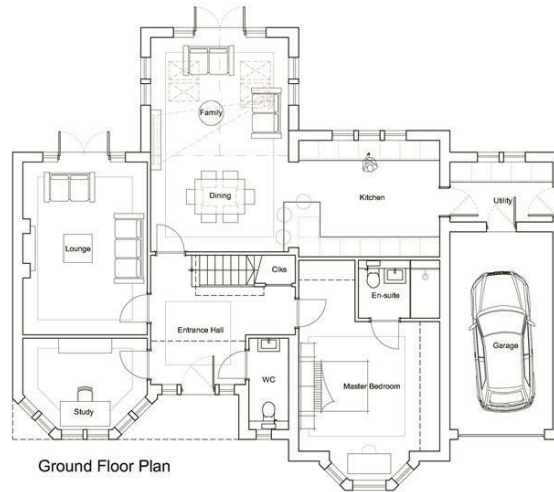 Family
Dining
Kitchen
Utility
Lounge
Clks
En-suite
Entrance Hall
Garage
WC
Master Bedroom
Study
Ground Floor Plan